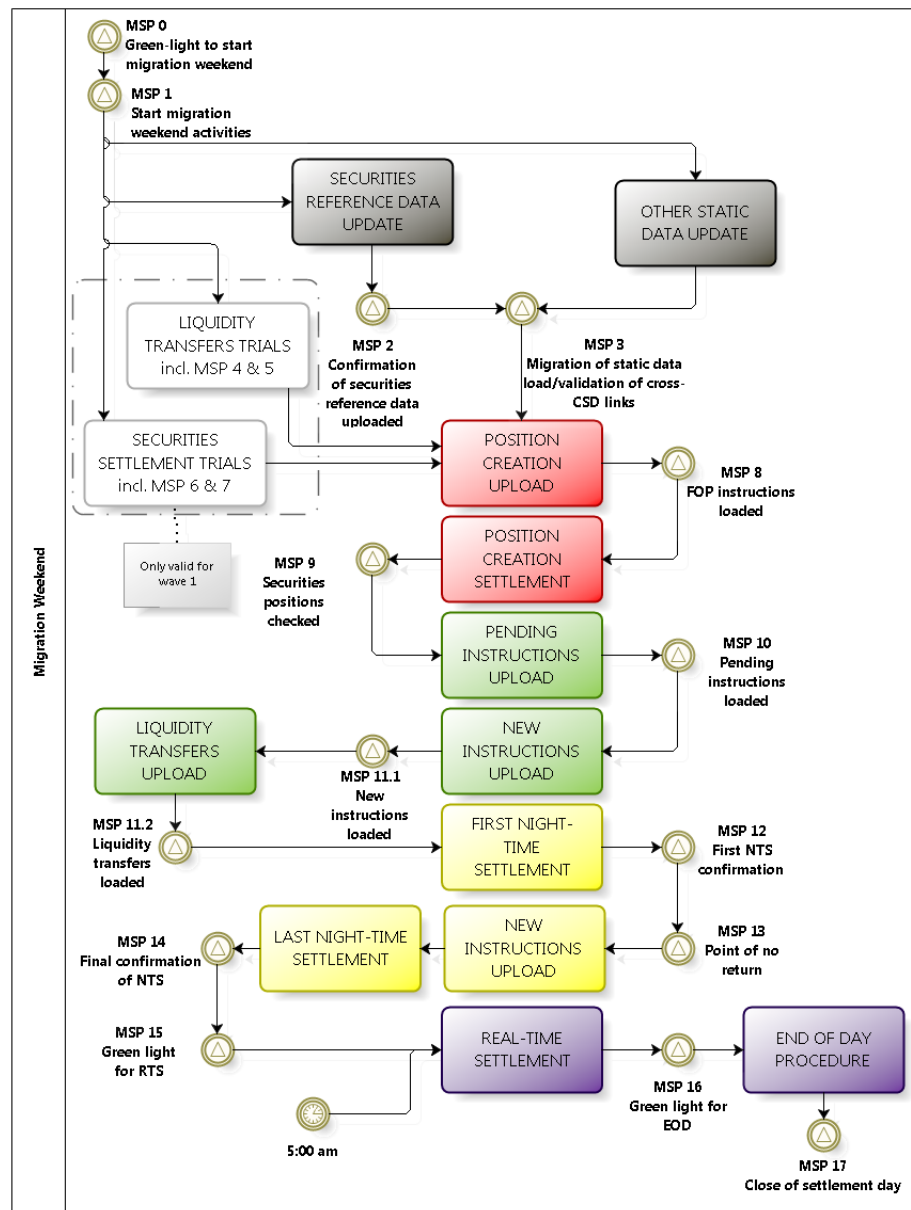 Migration Weekend
MSP 0
Green-light to start
migration weekend
MSP 1
Start migration
weekend activities
SECURITIES
REFERENCE DATA
UPDATE
OTHER STATIC
DATA UPDATE
LIQUIDITY
TRANSFERS TRIALS
incl. MSP 4 & 5
MSP 2
Confirmation
of securities
reference data
uploaded
MSP 3
Migration of static data
load/validation of cross-
CSD links
SECURITIES
SETTLEMENT TRIALS
incl. MSP 6 & 7
POSITION
CREATION
UPLOAD
MSP 8
FOP instructions
loaded
Only valid for
wave 1
MSP 9
Securities
positions
checked
POSITION
CREATION
SETTLEMENT
PENDING
INSTRUCTIONS
UPLOAD
MSP 10
Pending
instructions
loaded
LIQUIDITY
TRANSFERS
UPLOAD
MSP 11.1
New
instructions
loaded
NEW
INSTRUCTIONS
UPLOAD
MSP 11.2
Liquidity
transfers
loaded
FIRST NIGHT-
TIME
SETTLEMENT
MSP 12
First NTS
confirmation
MSP 14
Final confirmation
of NTS
LAST NIGHT-TIME
SETTLEMENT
NEW
INSTRUCTIONS
UPLOAD
MSP 13
Point of no
return
MSP 15
Green light
for RTS
REAL-TIME
SETTLEMENT
MSP 16
Green light for
EOD
END OF DAY
PROCEDURE
5:00 am
MSP 17
Close of settlement day